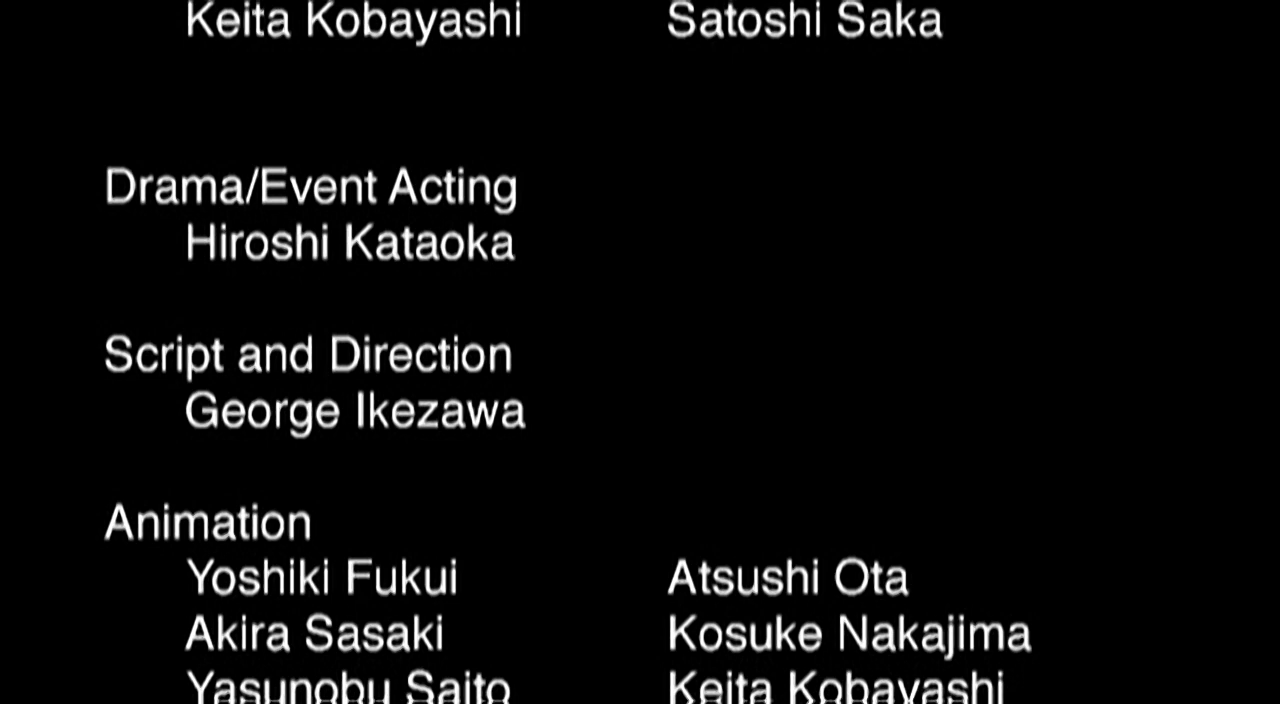 Keita Kobayashi Satoshi Saka
Drama/Event Acting
Hiroshi Kataoka
Script and Direction
George Ikezawa
Animation
Yoshiki Fukui Atsushi Ota
Akira Sasaki Kosuke Nakajima
Yasunobu Saito Keita Kobayashi